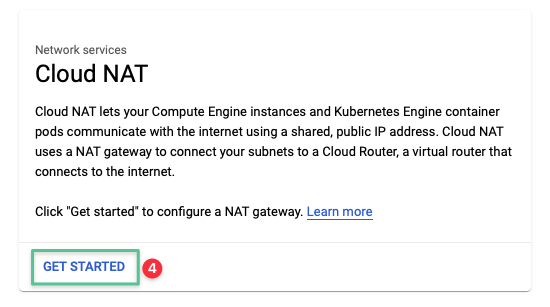 Network services
Cloud NAT
Cloud NAT lets your Compute Engine instances and Kubernetes Engine container
pods communicate with the internet using a shared, public IP address. Cloud NAT
uses a NAT gateway to connect your subnets to a Cloud Router, a virtual router that
connects to the internet.
Click "Get started" to configure a NAT gateway. Learn more
GET STARTED 4